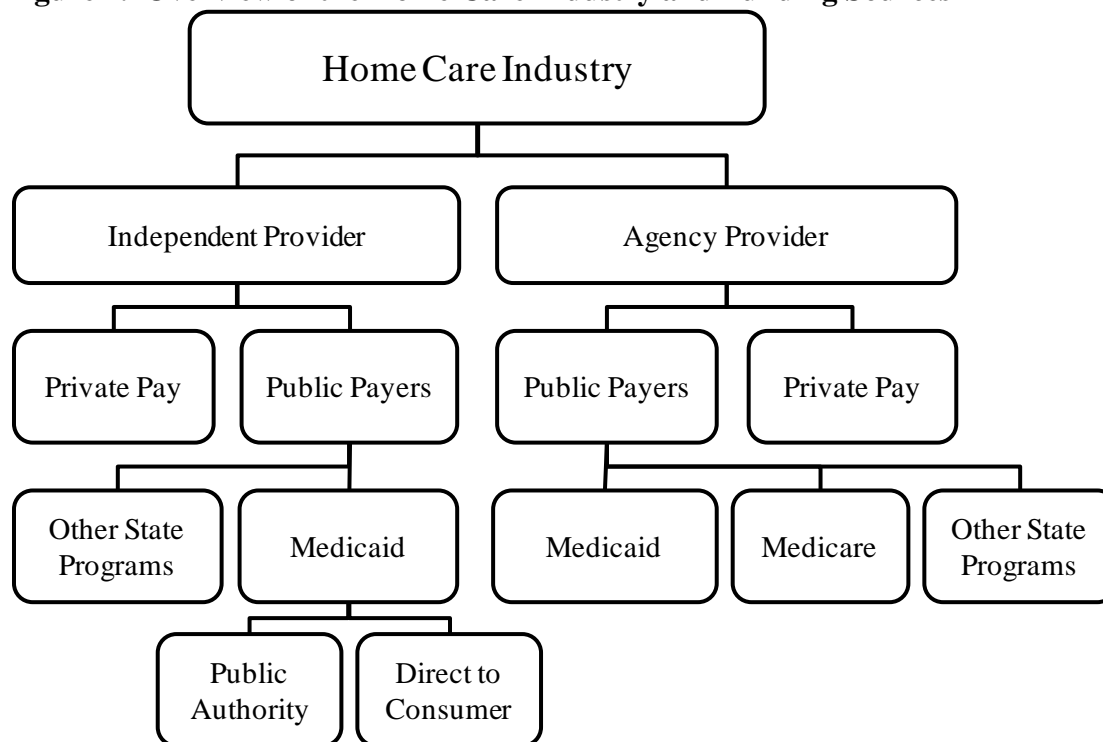 Home Care Industry
Independent Provider
Agency Provider
Private Pay
Public Payers
Public Payers
Private Pay
Other State
Programs
Medicaid
Medicaid
Medicare
Other State
Programs
Public
Authority
Direct to
Consumer